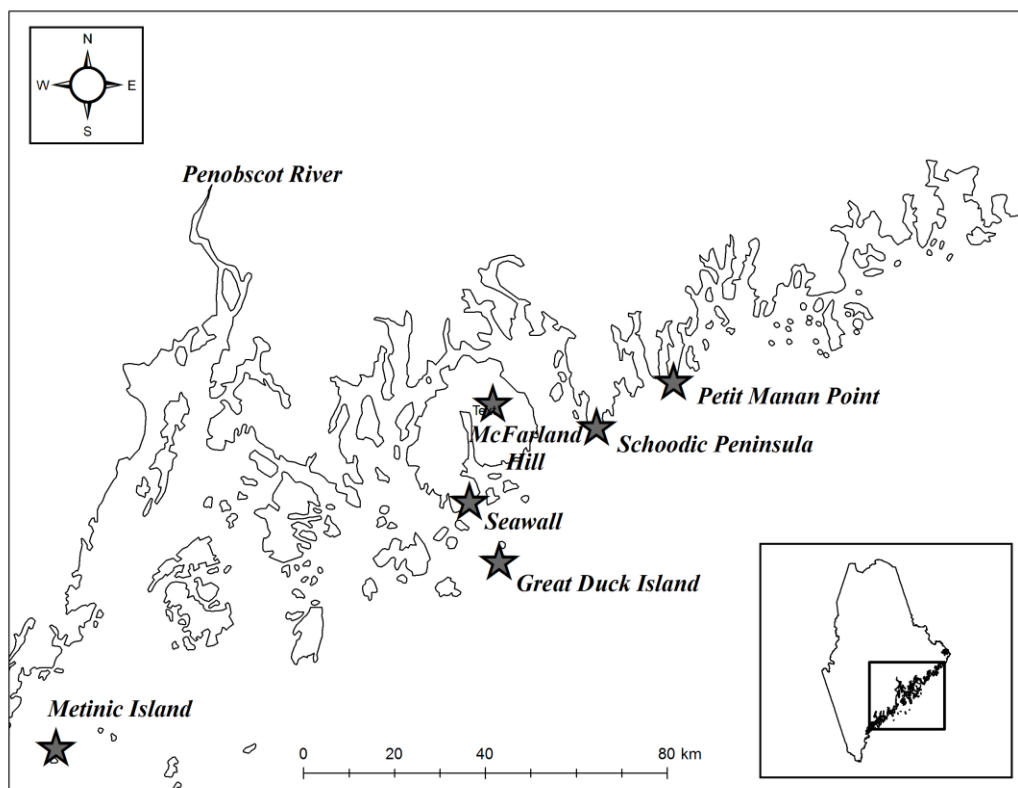 N
W
E
S
Penobscot River
Petit Manan Point
Text
McFarland
Hill
Schoodic Peninsula
Seawall
Great Duck Island
Metinic Island
0
20
40
80 km